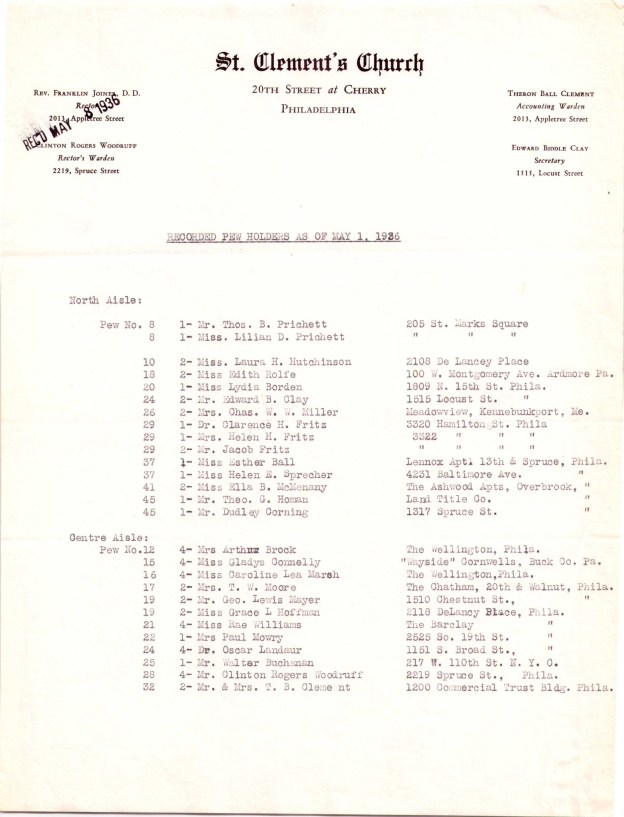 St. Clement's Church
20TH STREET at CHERRY
PHILADELPHIA
REV. FRANKLIN JOINER, D. D.
Rector
2013, Appletree Street
REC'D MAY 8 1936
CLINTON ROGERS WOODRUFF
Rector's Warden
2219, Spruce Street
THERON BALL CLEMENT
Accounting Warden
2013, Appletree Street
EDWARD BIDDLE CLAY
Secretary
1515, Locust Street
RECORDED PEW HOLDERS AS OF MAY 1, 1936
North Aisle:
Pew No. 8 1- Mr. Thos. B. Prichett 205 St. Marks Square
8 1- Miss. Lilian D. Prichett " " "
10 2- Miss. Laura H. Hutchinson 2108 De Lancey Place
18 2- Miss Edith Rolfe 100 W. Montgomery Ave. Ardmore Pa.
20 1- Miss Lydia Borden 1809 N. 15th St. Phila.
24 2- Mr. Edward B. Clay 1515 Locust St. "
26 2- Mrs. Chas. W. W. Miller Meadowview, Kennebunkport, Me.
29 1- Dr. Clarence H. Fritz 3320 Hamilton St. Phila
29 1- Mrs. Helen H. Fritz 3322 " " "
29 2- Mr. Jacob Fritz " " " "
37 1- Miss Esther Ball Lennox Apt1 13th & Spruce, Phila.
37 1- Miss Helen E. Sprecher 4231 Baltimore Ave. "
41 2- Miss Ella B. McMenany The Ashwood Apts, Overbrook, "
45 1- Mr. Theo. G. Homan Land Title Co. "
45 1- Mr. Dudley Corning 1317 Spruce St. "
Centre Aisle:
Pew No.12 4- Mrs Arthur Brock The Wellington, Phila.
15 4- Miss Gladys Connelly "Wayside" Cornwells, Buck Co. Pa.
16 4- Miss Caroline Lea Marsh The Wellington,Phila.
17 2- Mrs. T. W. Moore The Chatham, 20th & Walnut, Phila.
19 2- Mr. Geo. Lewis Mayer 1510 Chestnut St., "
19 2- Miss Grace L Hoffman 2118 DeLancy Place, Phila.
21 4- Miss Rae Williams The Barclay "
22 1- Mrs Paul Mowry 2525 So. 19th St. "
24 4- Dr. Oscar Landaur 1151 S. Broad St., "
25 1- Mr. Walter Buchanan 217 W. 110th St. N. Y. C.
28 4- Mr. Clinton Rogers Woodruff 2219 Spruce St., Phila.
32 2- Mr. & Mrs. T. B. Cleme nt 1200 Commercial Trust Bldg. Phila.